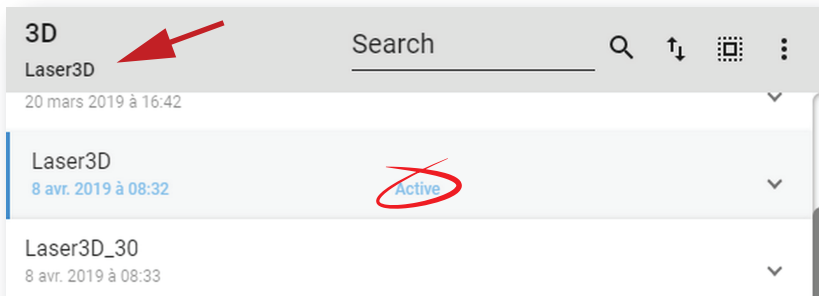 3D
Laser3D
Search
20 mars 2019 à 16:42
Laser3D
8 avr. 2019 à 08:32
Active
Laser3D_30
8 avr. 2019 à 08:33